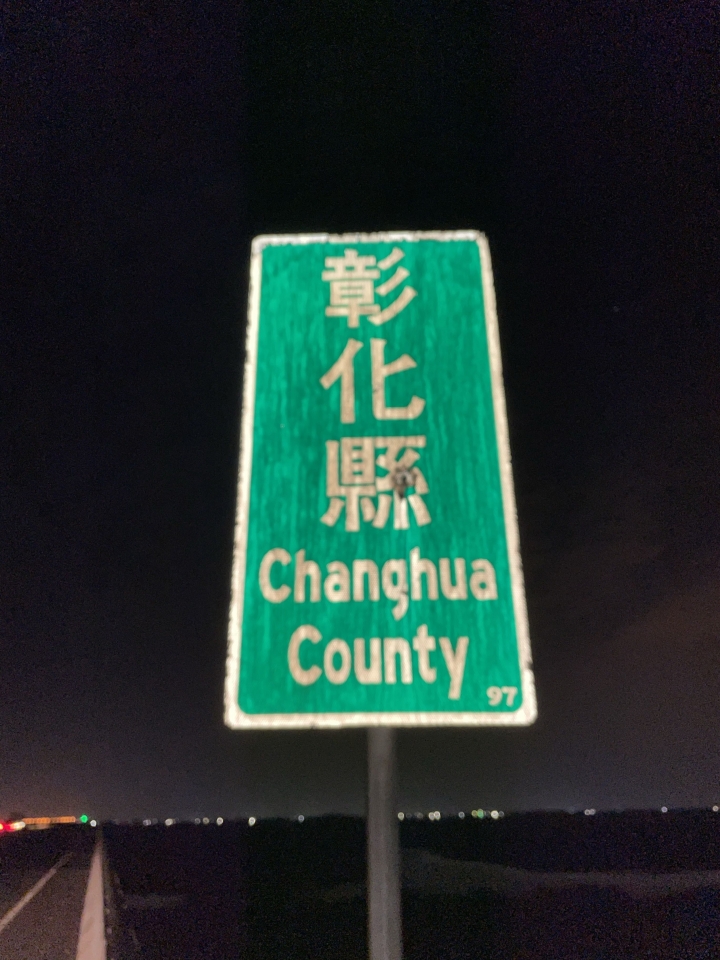 彰化縣
Changhua
County
97